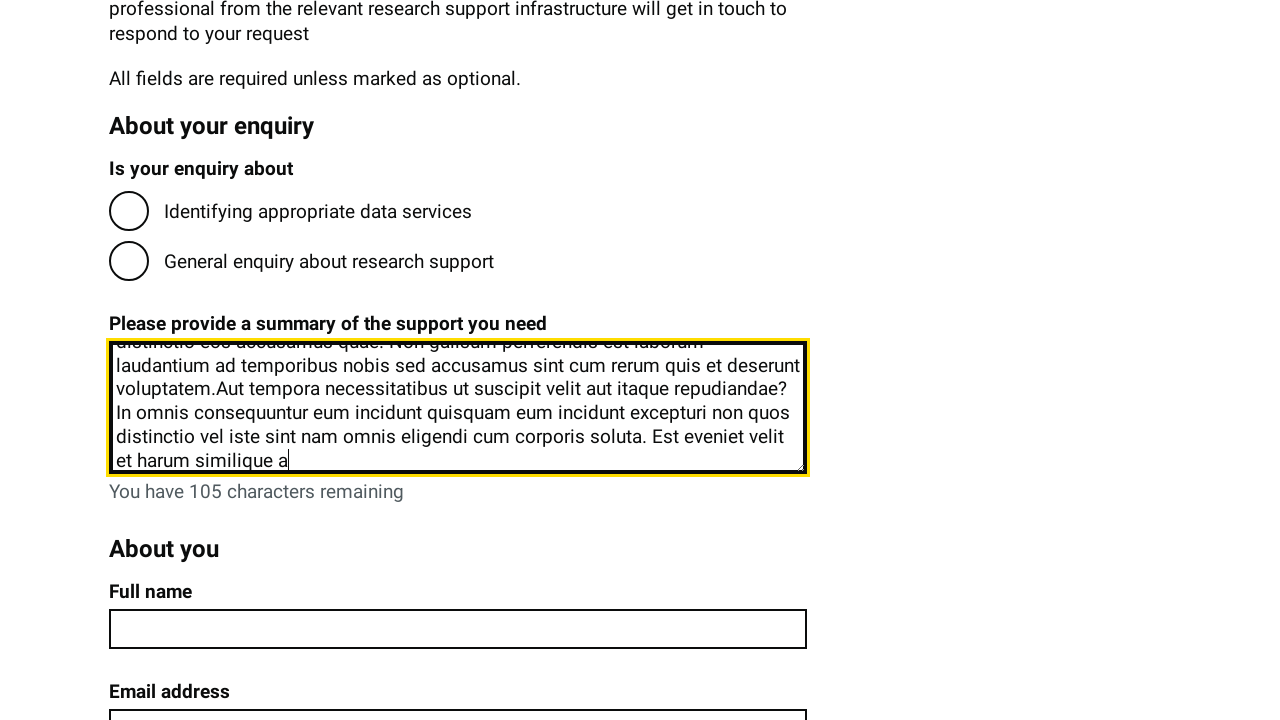 professional from the relevant research support infrastructure will get in touch to
respond to your request
All fields are required unless marked as optional.
About your enquiry
Is your enquiry about
Identifying appropriate data services
General enquiry about research support
Please provide a summary of the support you need
laudantium ad temporibus nobis sed accusamus sint cum rerum quis et deserunt
voluptatem.Aut tempora necessitatibus ut suscipit velit aut itaque repudiandae?
In omnis consequuntur eum incidunt quisquam eum incidunt excepturi non quos
distinctio vel iste sint nam omnis eligendi cum corporis soluta. Est eveniet velit
et harum similique a
You have 105 characters remaining
About you
Full name
Email address